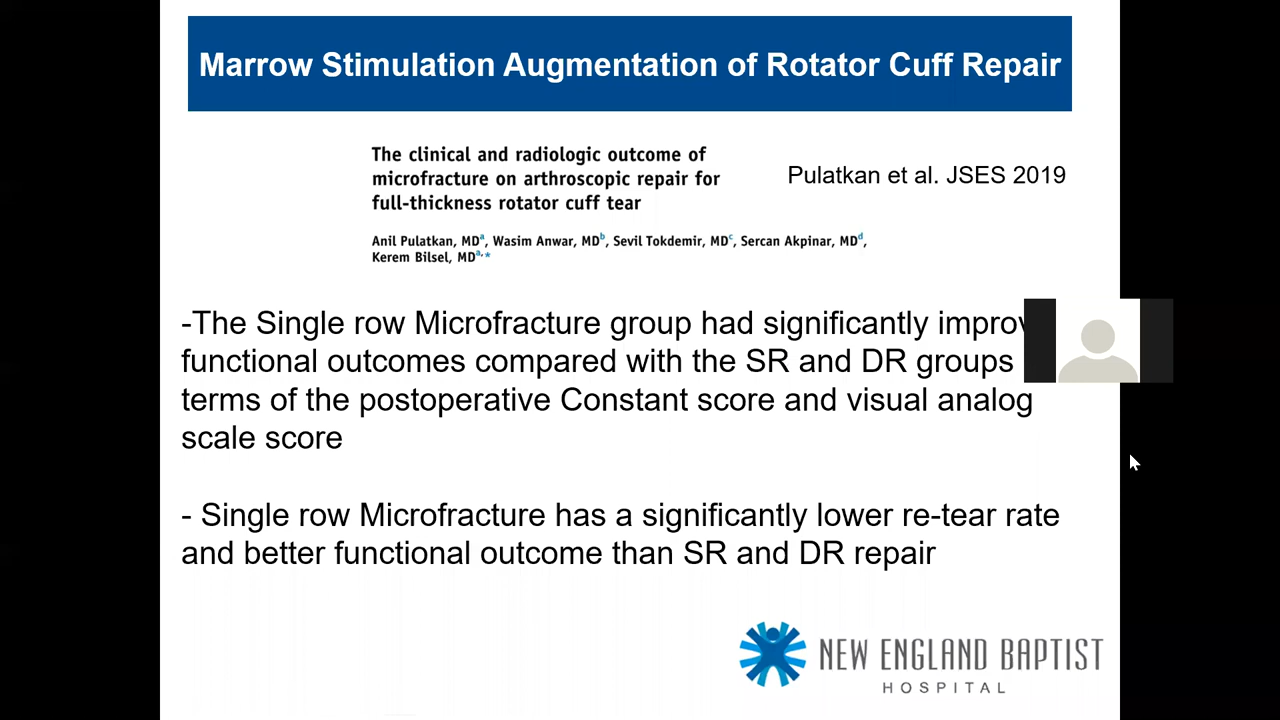 Marrow Stimulation Augmentation of Rotator Cuff Repair
The clinical and radiologic outcome of
microfracture on arthroscopic repair for
full-thickness rotator cuff tear
Pulatkan et al. JSES 2019
Anil Pulatkan, MDᵃ, Wasim Anwar, MDᵇ, Sevil Tokdemir, MDᶜ, Sercan Akpinar, MDᵈ,
Kerem Bilsel, MDᵃ,*
-The Single row Microfracture group had significantly
functional outcomes compared with the SR and DR groups
terms of the postoperative Constant score and visual analog
scale score
- Single row Microfracture has a significantly lower re-tear rate
and better functional outcome than SR and DR repair
NEW ENGLAND BAPTIST
HOSPITAL